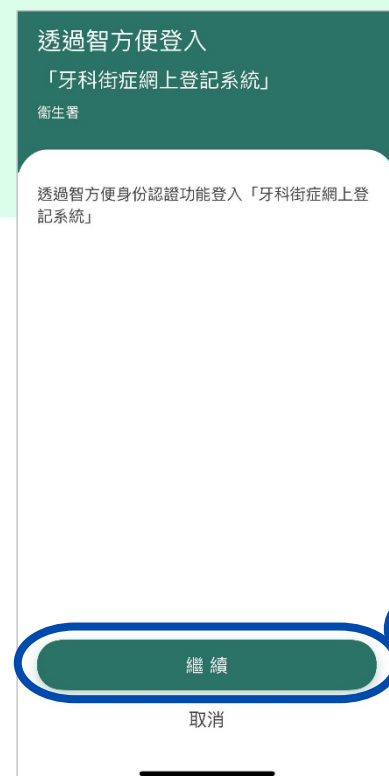 透過智方便登入
「牙科街症網上登記系統」
衞生署
透過智方便身份認證功能登入「牙科街症網上登
記系統」
繼續
取消